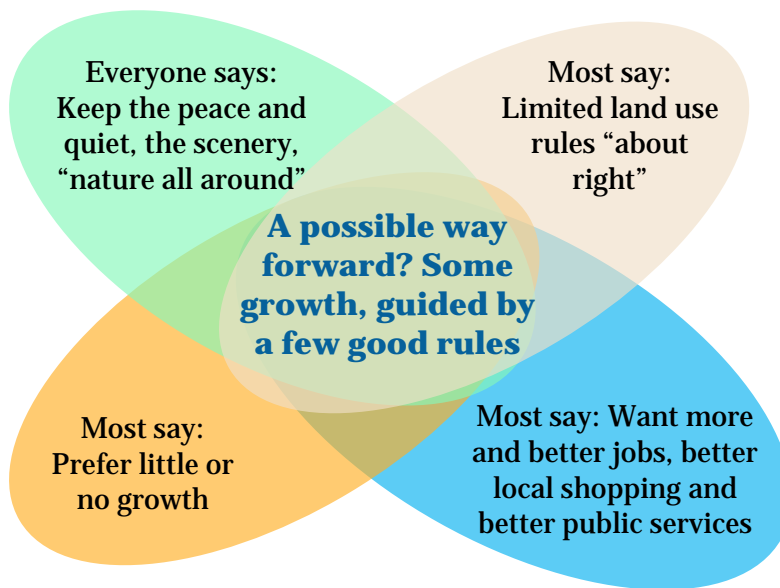 Everyone says:
Keep the peace and
quiet, the scenery,
“nature all around”
Most say:
Limited land use
rules “about
right”
A possible way
forward? Some
growth, guided by
a few good rules
Most say:
Prefer little or
no growth
Most say: Want more
and better jobs, better
local shopping and
better public services